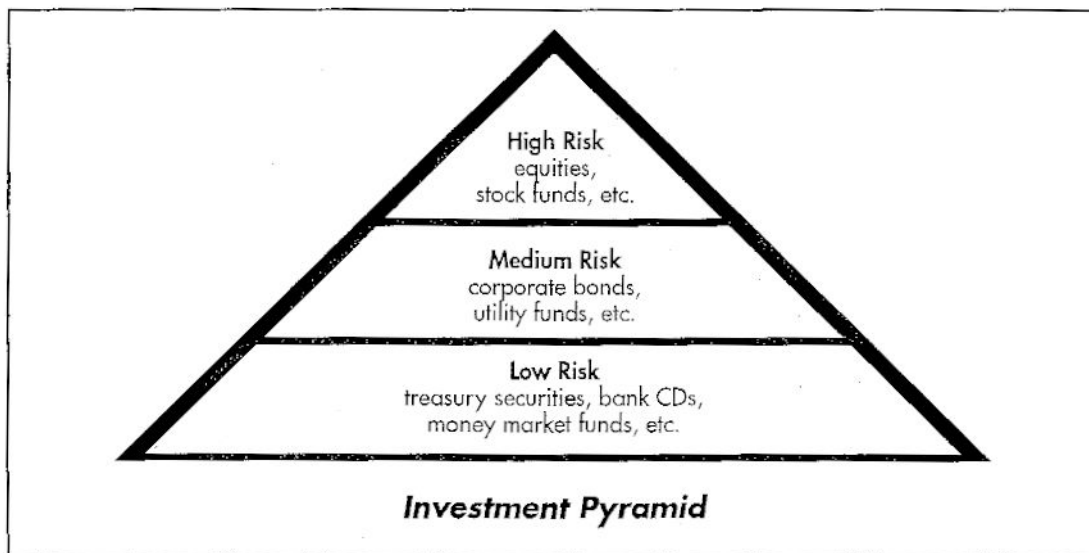 High Risk
equities,
stock funds, etc.
Medium Risk
corporate bonds,
utility funds, etc.
Low Risk
treasury securities, bank CDs,
money market funds, etc.
Investment Pyramid